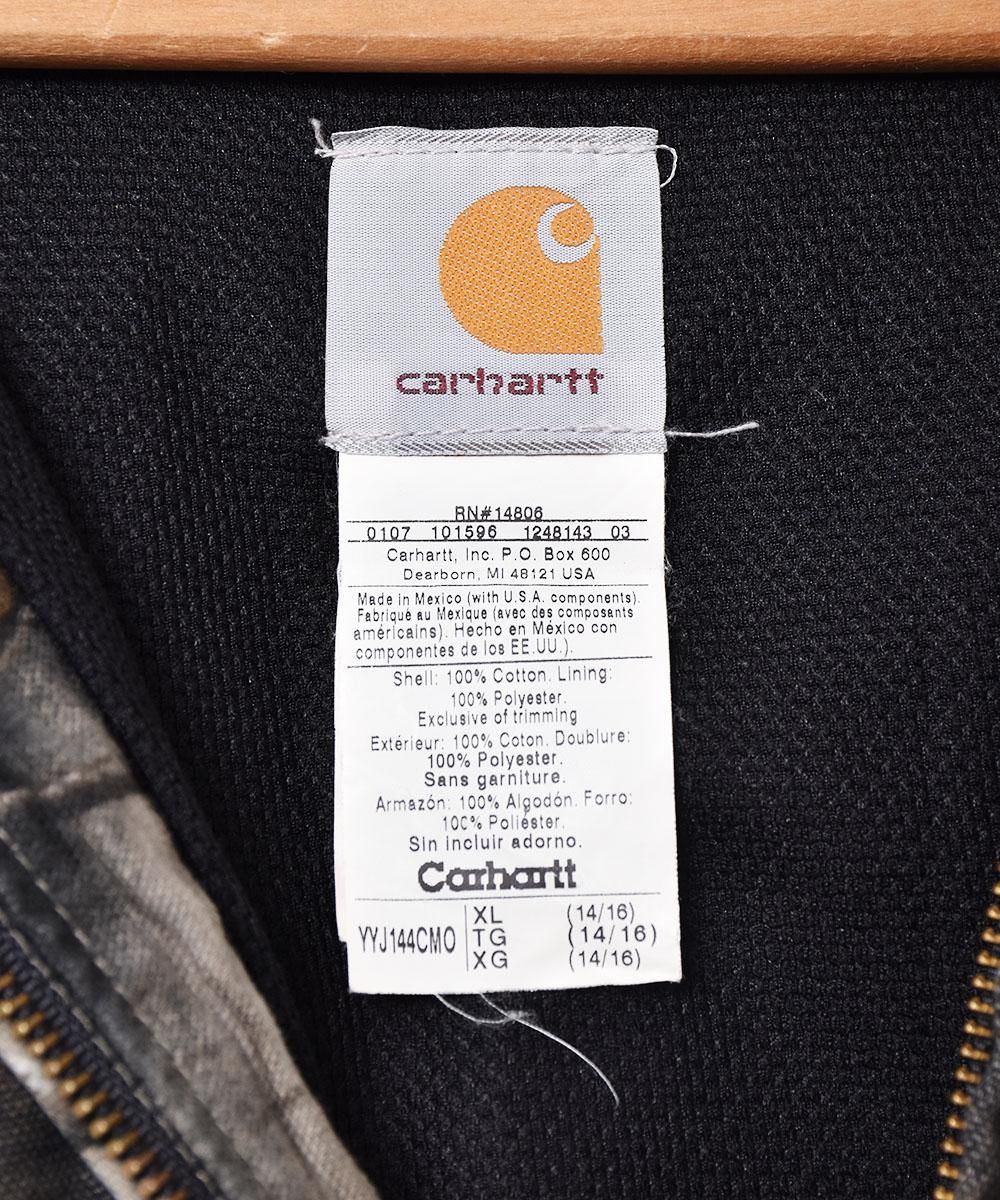 carhartt
RN#14806
0107 101596 1248143 03
Carhartt, Inc. P.O. Box 600
Dearborn, MI 48121 USA
Made in Mexico (with U.S.A. components).
Fabriqué au Mexique (avec des composants
américains). Hecho en México con
componentes de los EE.UU.).
Shell: 100% Cotton. Lining:
100% Polyester.
Exclusive of trimming
Extérieur: 100% Coton. Doublure:
100% Polyester.
Sans garniture.
Armazón: 100% Algodón. Forro:
100% Poliéster.
Sin incluir adorno.
Carhartt
YYJ144CMO
XL (14/16)
TG (14/16)
XG (14/16)